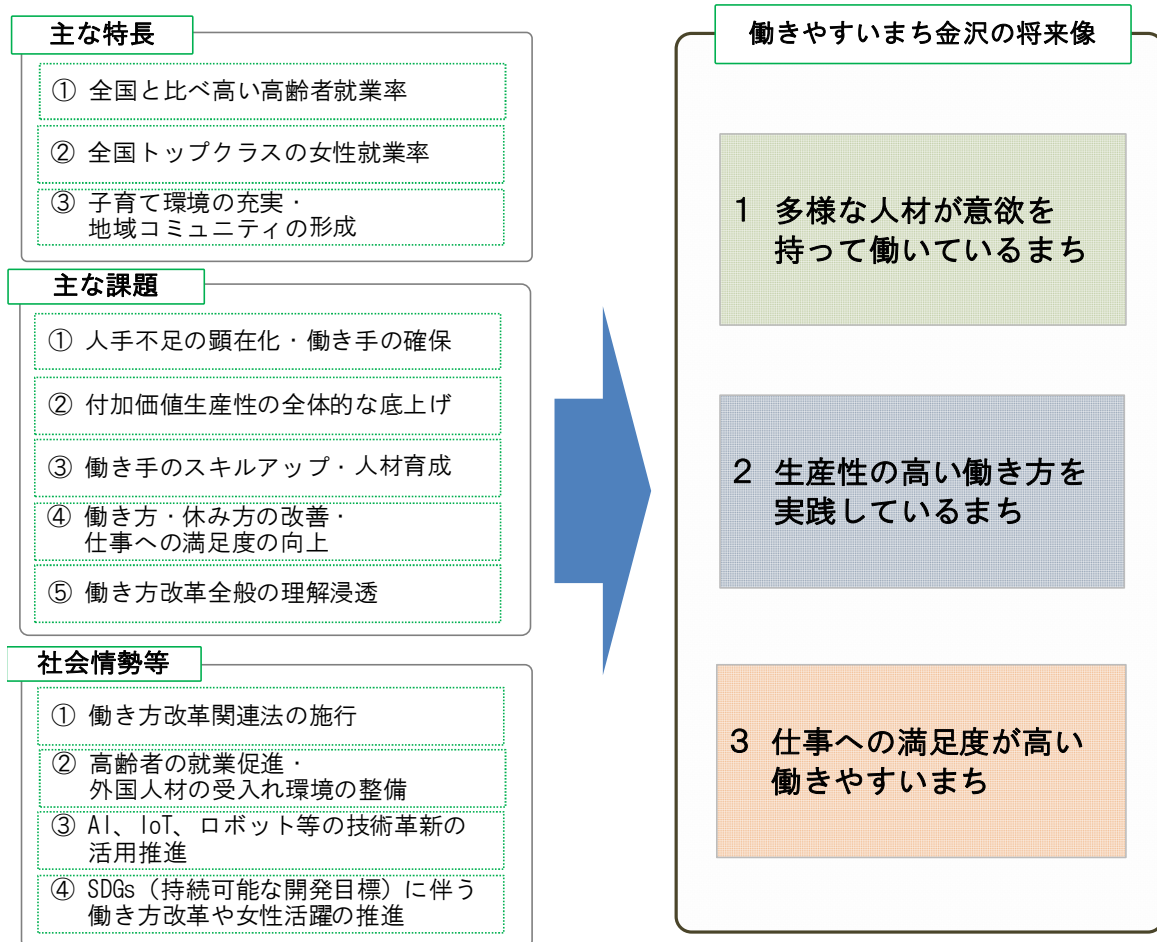 主な特長
① 全国と比べ高い高齢者就業率
② 全国トップクラスの女性就業率
③ 子育て環境の充実・
地域コミュニティの形成
主な課題
① 人手不足の顕在化・働き手の確保
② 付加価値生産性の全体的な底上げ
③ 働き手のスキルアップ・人材育成
④ 働き方・休み方の改善・
仕事への満足度の向上
⑤ 働き方改革全般の理解浸透
社会情勢等
① 働き方改革関連法の施行
② 高齢者の就業促進・
外国人材の受入れ環境の整備
③ AI、IoT、ロボット等の技術革新の
活用推進
④ SDGs（持続可能な開発目標）に伴う
働き方改革や女性活躍の推進
働きやすいまち金沢の将来像
１ 多様な人材が意欲を
持って働いているまち
２ 生産性の高い働き方を
実践しているまち
３ 仕事への満足度が高い
働きやすいまち